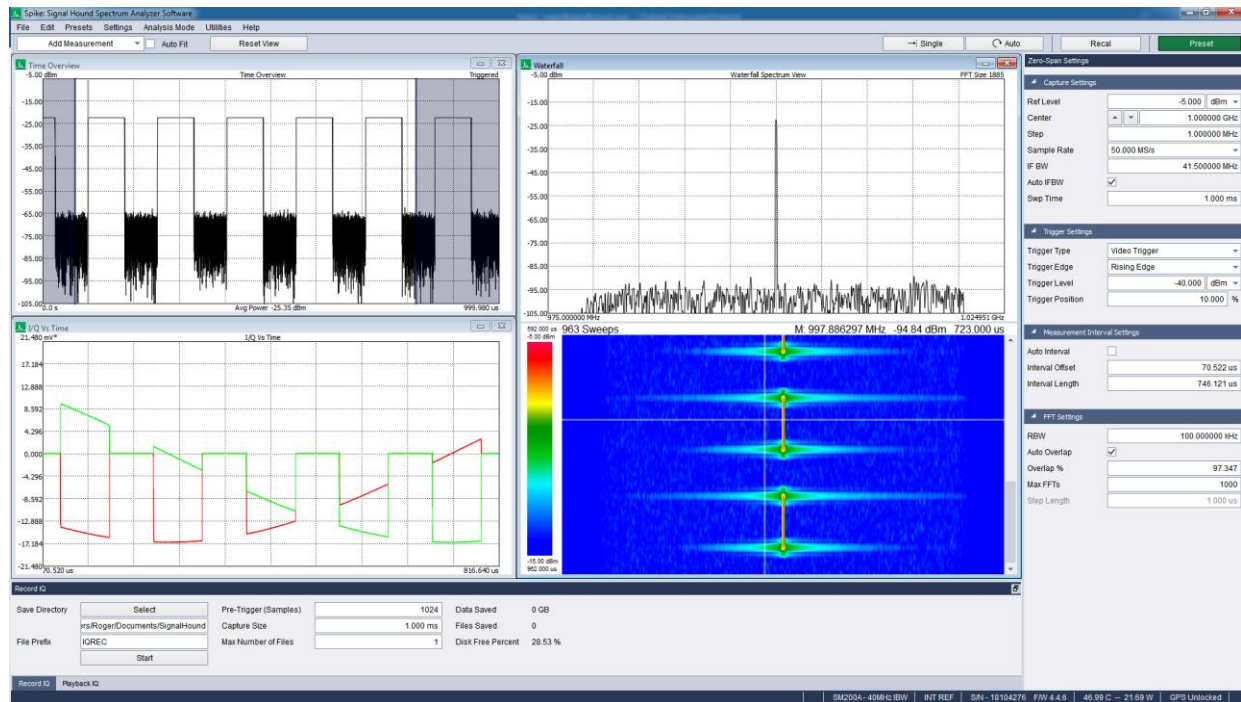 Spike: Signal Hound Spectrum Analyzer Software
File Edit Presets Settings Analysis Mode Utilities Help
Add Measurement Auto Fit Reset View Single Auto Recal Preset
Time Overview
-5.00 dBm Time Overview Triggered
-15.00
-25.00
-35.00
-45.00
-55.00
-65.00
-75.00
-85.00
-95.00
-105.00
0.0 s Avg Power -25.35 dBm 999.980 us
Waterfall
-5.00 dBm Waterfall Spectrum View FFT Size 1885
-15.00
-25.00
-35.00
-45.00
-55.00
-65.00
-75.00
-85.00
-95.00
-105.00
975.000000 MHz 1.024951 GHz
592.000 us 963 Sweeps M: 997.886297 MHz -94.84 dBm 723.000 us
-5.00 dBm
-15.00 dBm
962.000 us
I/Q Vs Time
21.480 mV* I/Q Vs Time
17.184
12.888
8.592
4.296
0.000
-4.296
-8.592
-12.888
-17.184
-21.480
70.520 us 816.640 us
Zero-Span Settings
Capture Settings
Ref Level -5.000 dBm
Center 1.000000 GHz
Step 1.000000 MHz
Sample Rate 50.000 MS/s
IF BW 41.500000 MHz
Auto IFBW
Swp Time 1.000 ms
Trigger Settings
Trigger Type Video Trigger
Trigger Edge Rising Edge
Trigger Level -40.000 dBm
Trigger Position 10.000 %
Measurement Interval Settings
Auto Interval
Interval Offset 70.522 us
Interval Length 746.121 us
FFT Settings
RBW 100.000000 kHz
Auto Overlap
Overlap % 97.347
Max FFTs 1000
Step Length 1.000 us
Record IQ
Save Directory Select Pre-Trigger (Samples) 1024 Data Saved 0 GB
ers/Roger/Documents/SignalHound Capture Size 1.000 ms Files Saved 0
File Prefix IQREC Max Number of Files 1 Disk Free Percent 28.53 %
Start
Record IQ Playback IQ
SM200A - 40MHz IBW INT REF S/N - 18104276 F/W 4.4.6 46.99 C -- 21.69 W GPS Unlocked